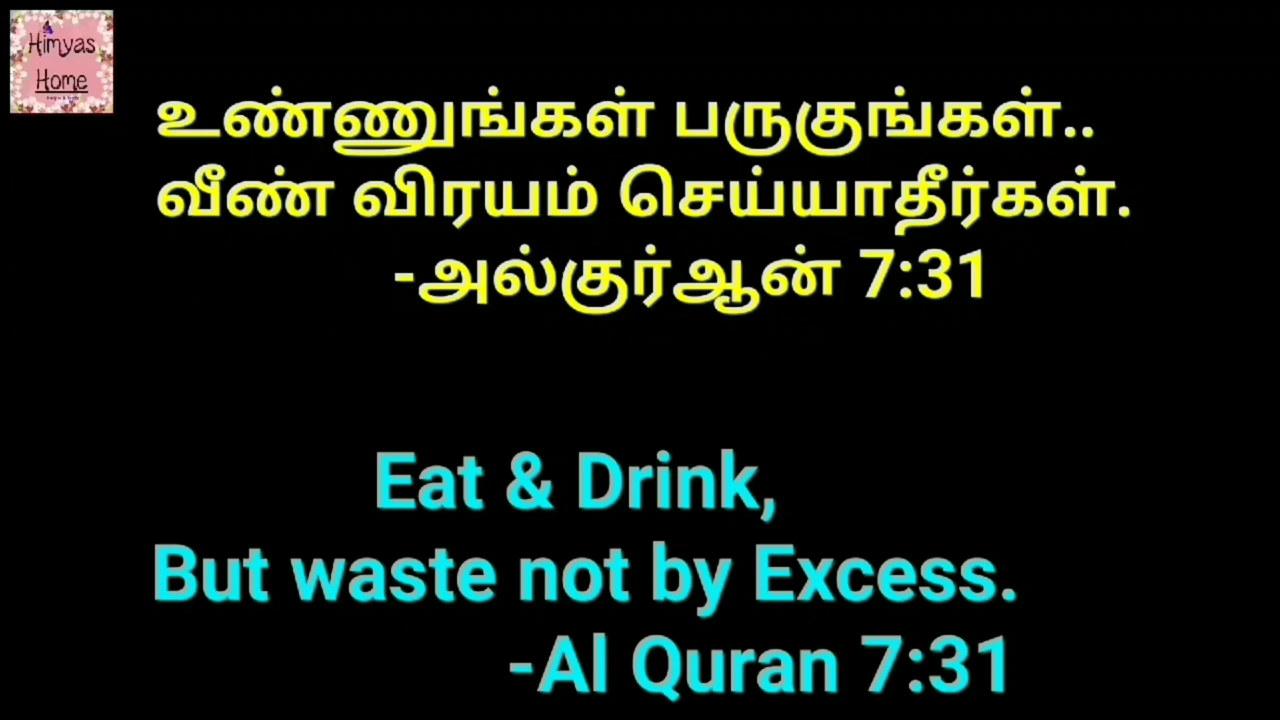 Himyas
Home
உண்ணுங்கள் பருகுங்கள்..
வீண் விரயம் செய்யாதீர்கள்.
-அல்குர்ஆன் 7:31
Eat & Drink,
But waste not by Excess.
-Al Quran 7:31